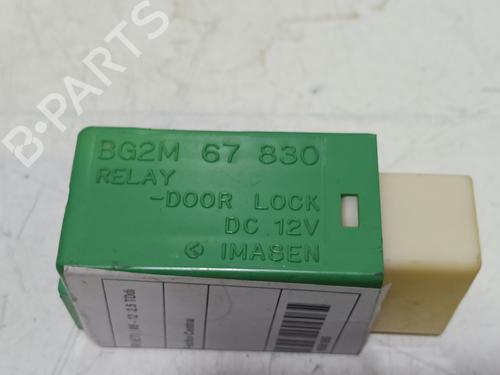 B-PARTS
BG2M 67 830
RELAY
-DOOR LOCK
DC 12V
IMASEN